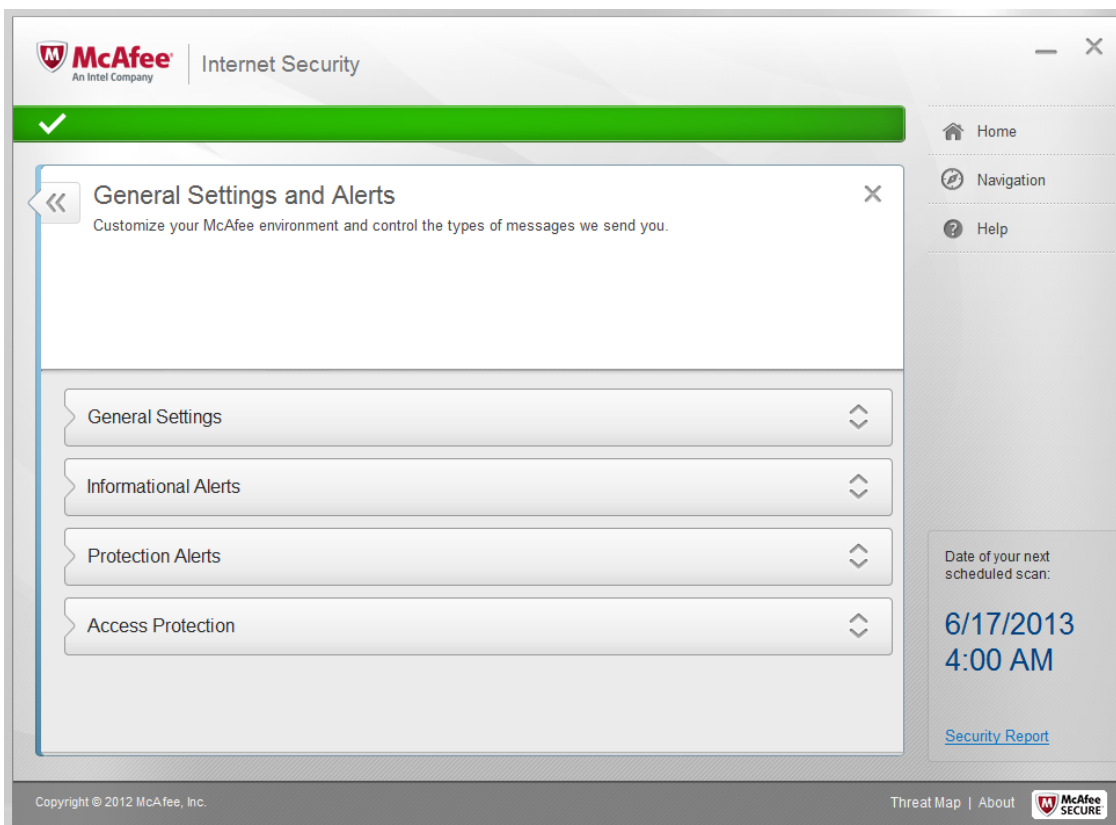 McAfee
An Intel Company
Internet Security
Home
Navigation
Help
General Settings and Alerts
Customize your McAfee environment and control the types of messages we send you.
General Settings
Informational Alerts
Protection Alerts
Access Protection
Date of your next
scheduled scan:
6/17/2013
4:00 AM
Security Report
Copyright © 2012 McAfee, Inc.
Threat Map | About
McAfee
SECURE